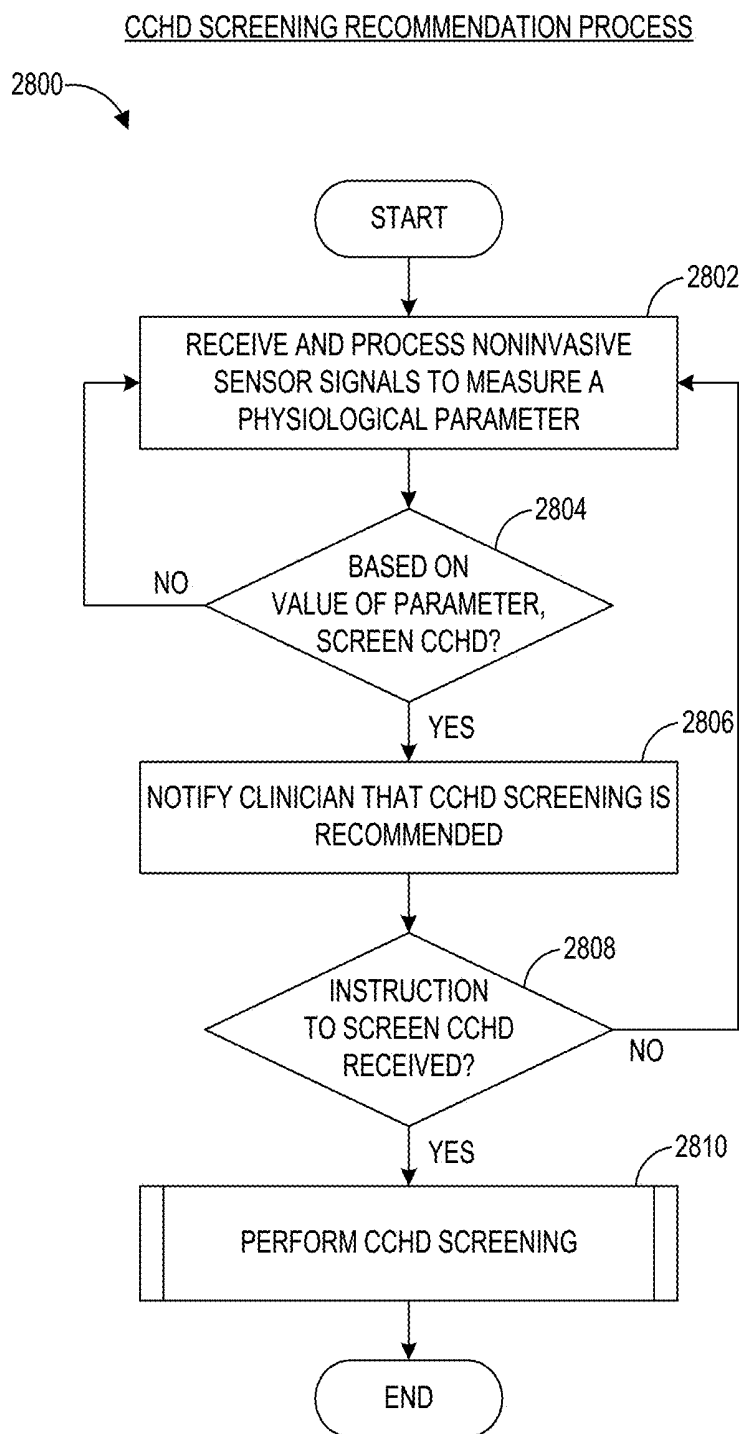 CCHD SCREENING RECOMMENDATION PROCESS
2800
START
2802
RECEIVE AND PROCESS NONINVASIVE
SENSOR SIGNALS TO MEASURE A
PHYSIOLOGICAL PARAMETER
2804
BASED ON
VALUE OF PARAMETER,
SCREEN CCHD?
NO
YES
2806
NOTIFY CLINICIAN THAT CCHD SCREENING IS
RECOMMENDED
2808
INSTRUCTION
TO SCREEN CCHD
RECEIVED?
NO
YES
2810
PERFORM CCHD SCREENING
END